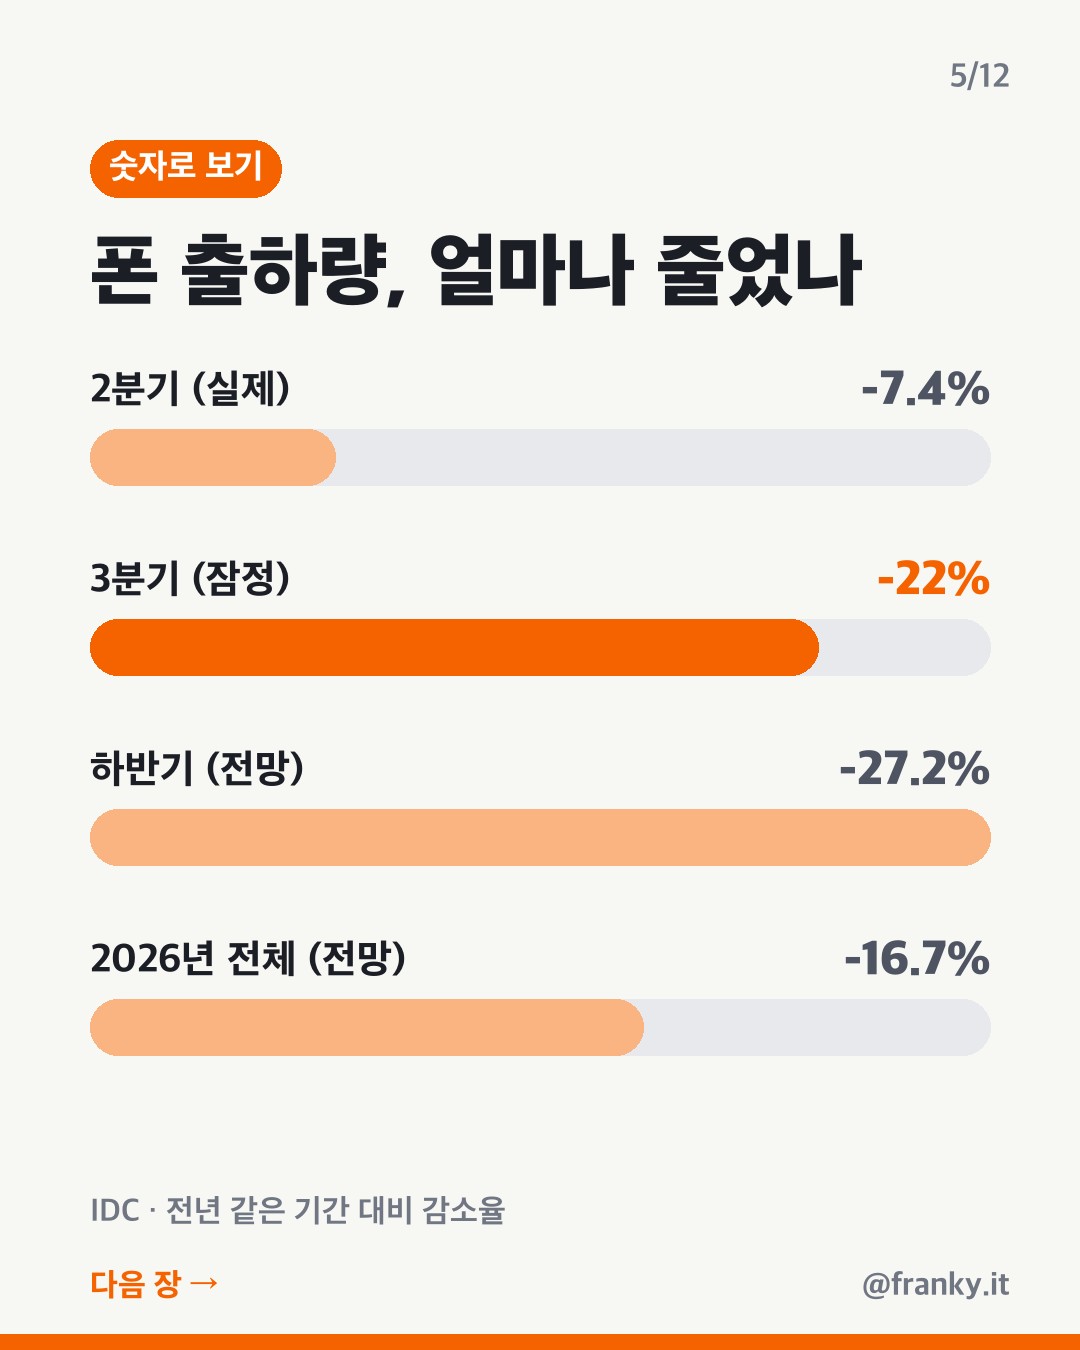 5/12
숫자로 보기
폰 출하량, 얼마나 줄었나
2분기 (실제) -7.4%
3분기 (잠정) -22%
하반기 (전망) -27.2%
2026년 전체 (전망) -16.7%
IDC · 전년 같은 기간 대비 감소율
다음 장 → @franky.it